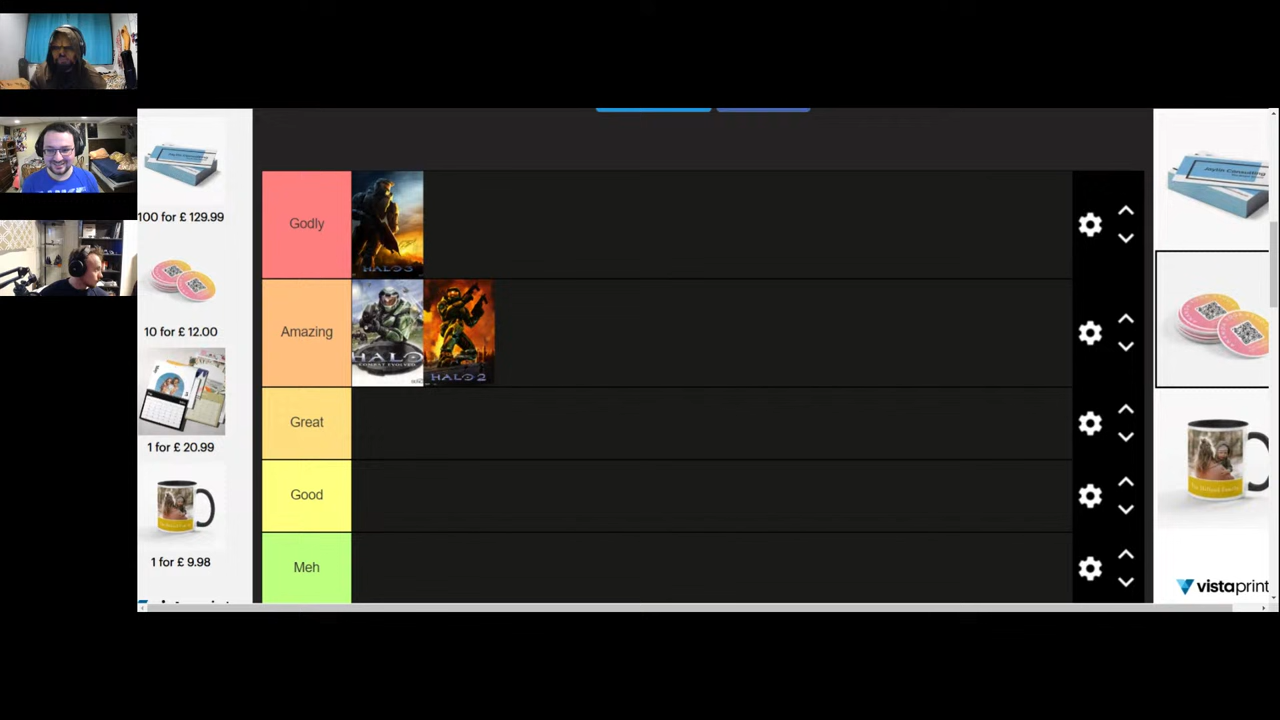 100 for £ 129.99
10 for £ 12.00
1 for £ 20.99
1 for £ 9.98
Godly
HALO 3
Amazing
HALO
HALO 2
Great
Good
Meh
vistaprint